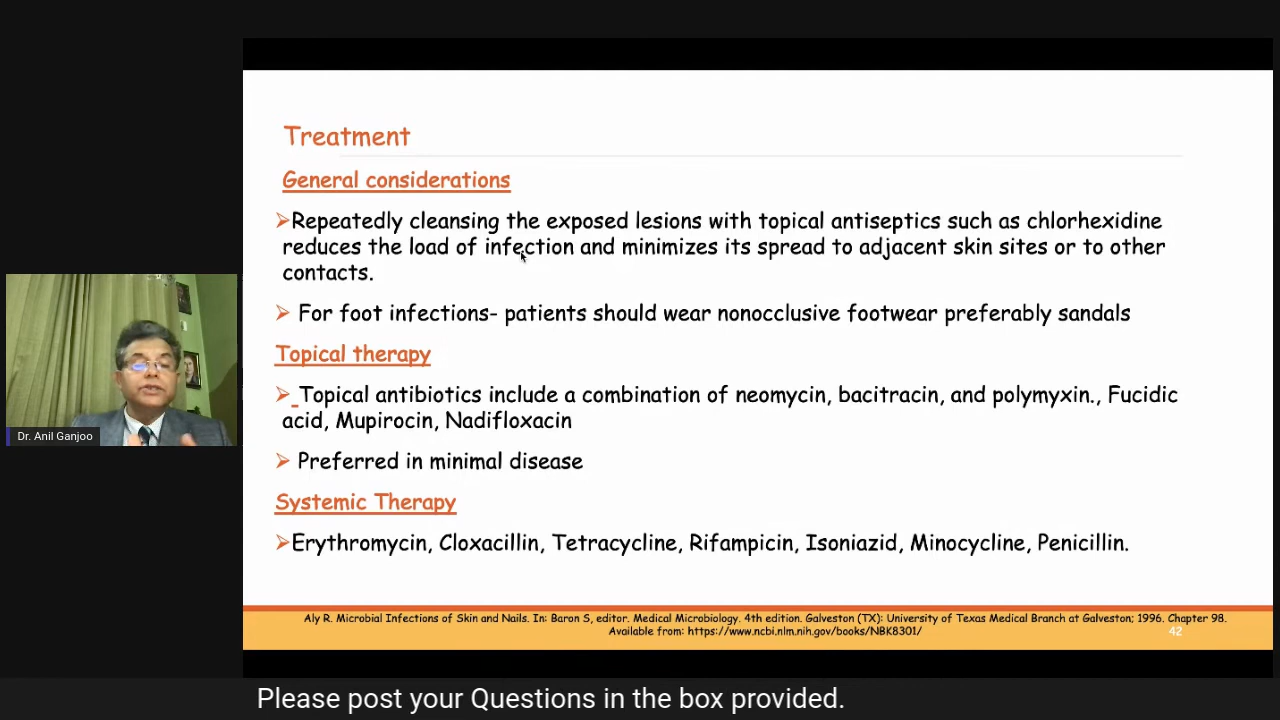 Treatment
General considerations
➢Repeatedly cleansing the exposed lesions with topical antiseptics such as chlorhexidine
reduces the load of infection and minimizes its spread to adjacent skin sites or to other
contacts.
➢ For foot infections- patients should wear nonocclusive footwear preferably sandals
Topical therapy
➢ Topical antibiotics include a combination of neomycin, bacitracin, and polymyxin., Fucidic
acid, Mupirocin, Nadifloxacin
➢ Preferred in minimal disease
Systemic Therapy
➢Erythromycin, Cloxacillin, Tetracycline, Rifampicin, Isoniazid, Minocycline, Penicillin.
Aly R. Microbial Infections of Skin and Nails. In: Baron S, editor. Medical Microbiology. 4th edition. Galveston (TX): University of Texas Medical Branch at Galveston; 1996. Chapter 98.
Available from: https://www.ncbi.nlm.nih.gov/books/NBK8301/
42
Dr. Anil Ganjoo
Please post your Questions in the box provided.